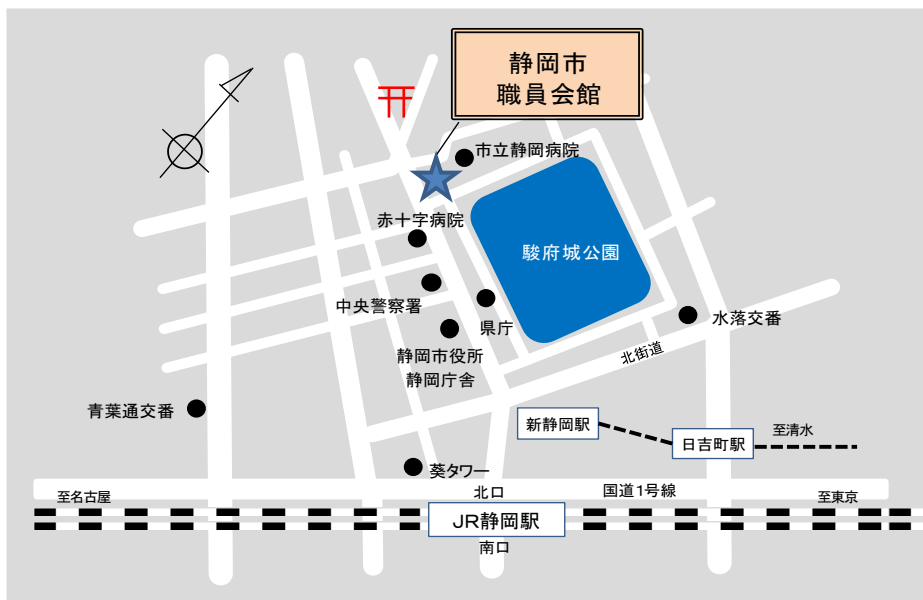 静岡市
職員会館
市立静岡病院
赤十字病院
駿府城公園
中央警察署
県庁
水落交番
静岡市役所
静岡庁舎
北街道
青葉通交番
新静岡駅
日吉町駅
至清水
葵タワー
北口
国道1号線
至名古屋
至東京
JR静岡駅
南口